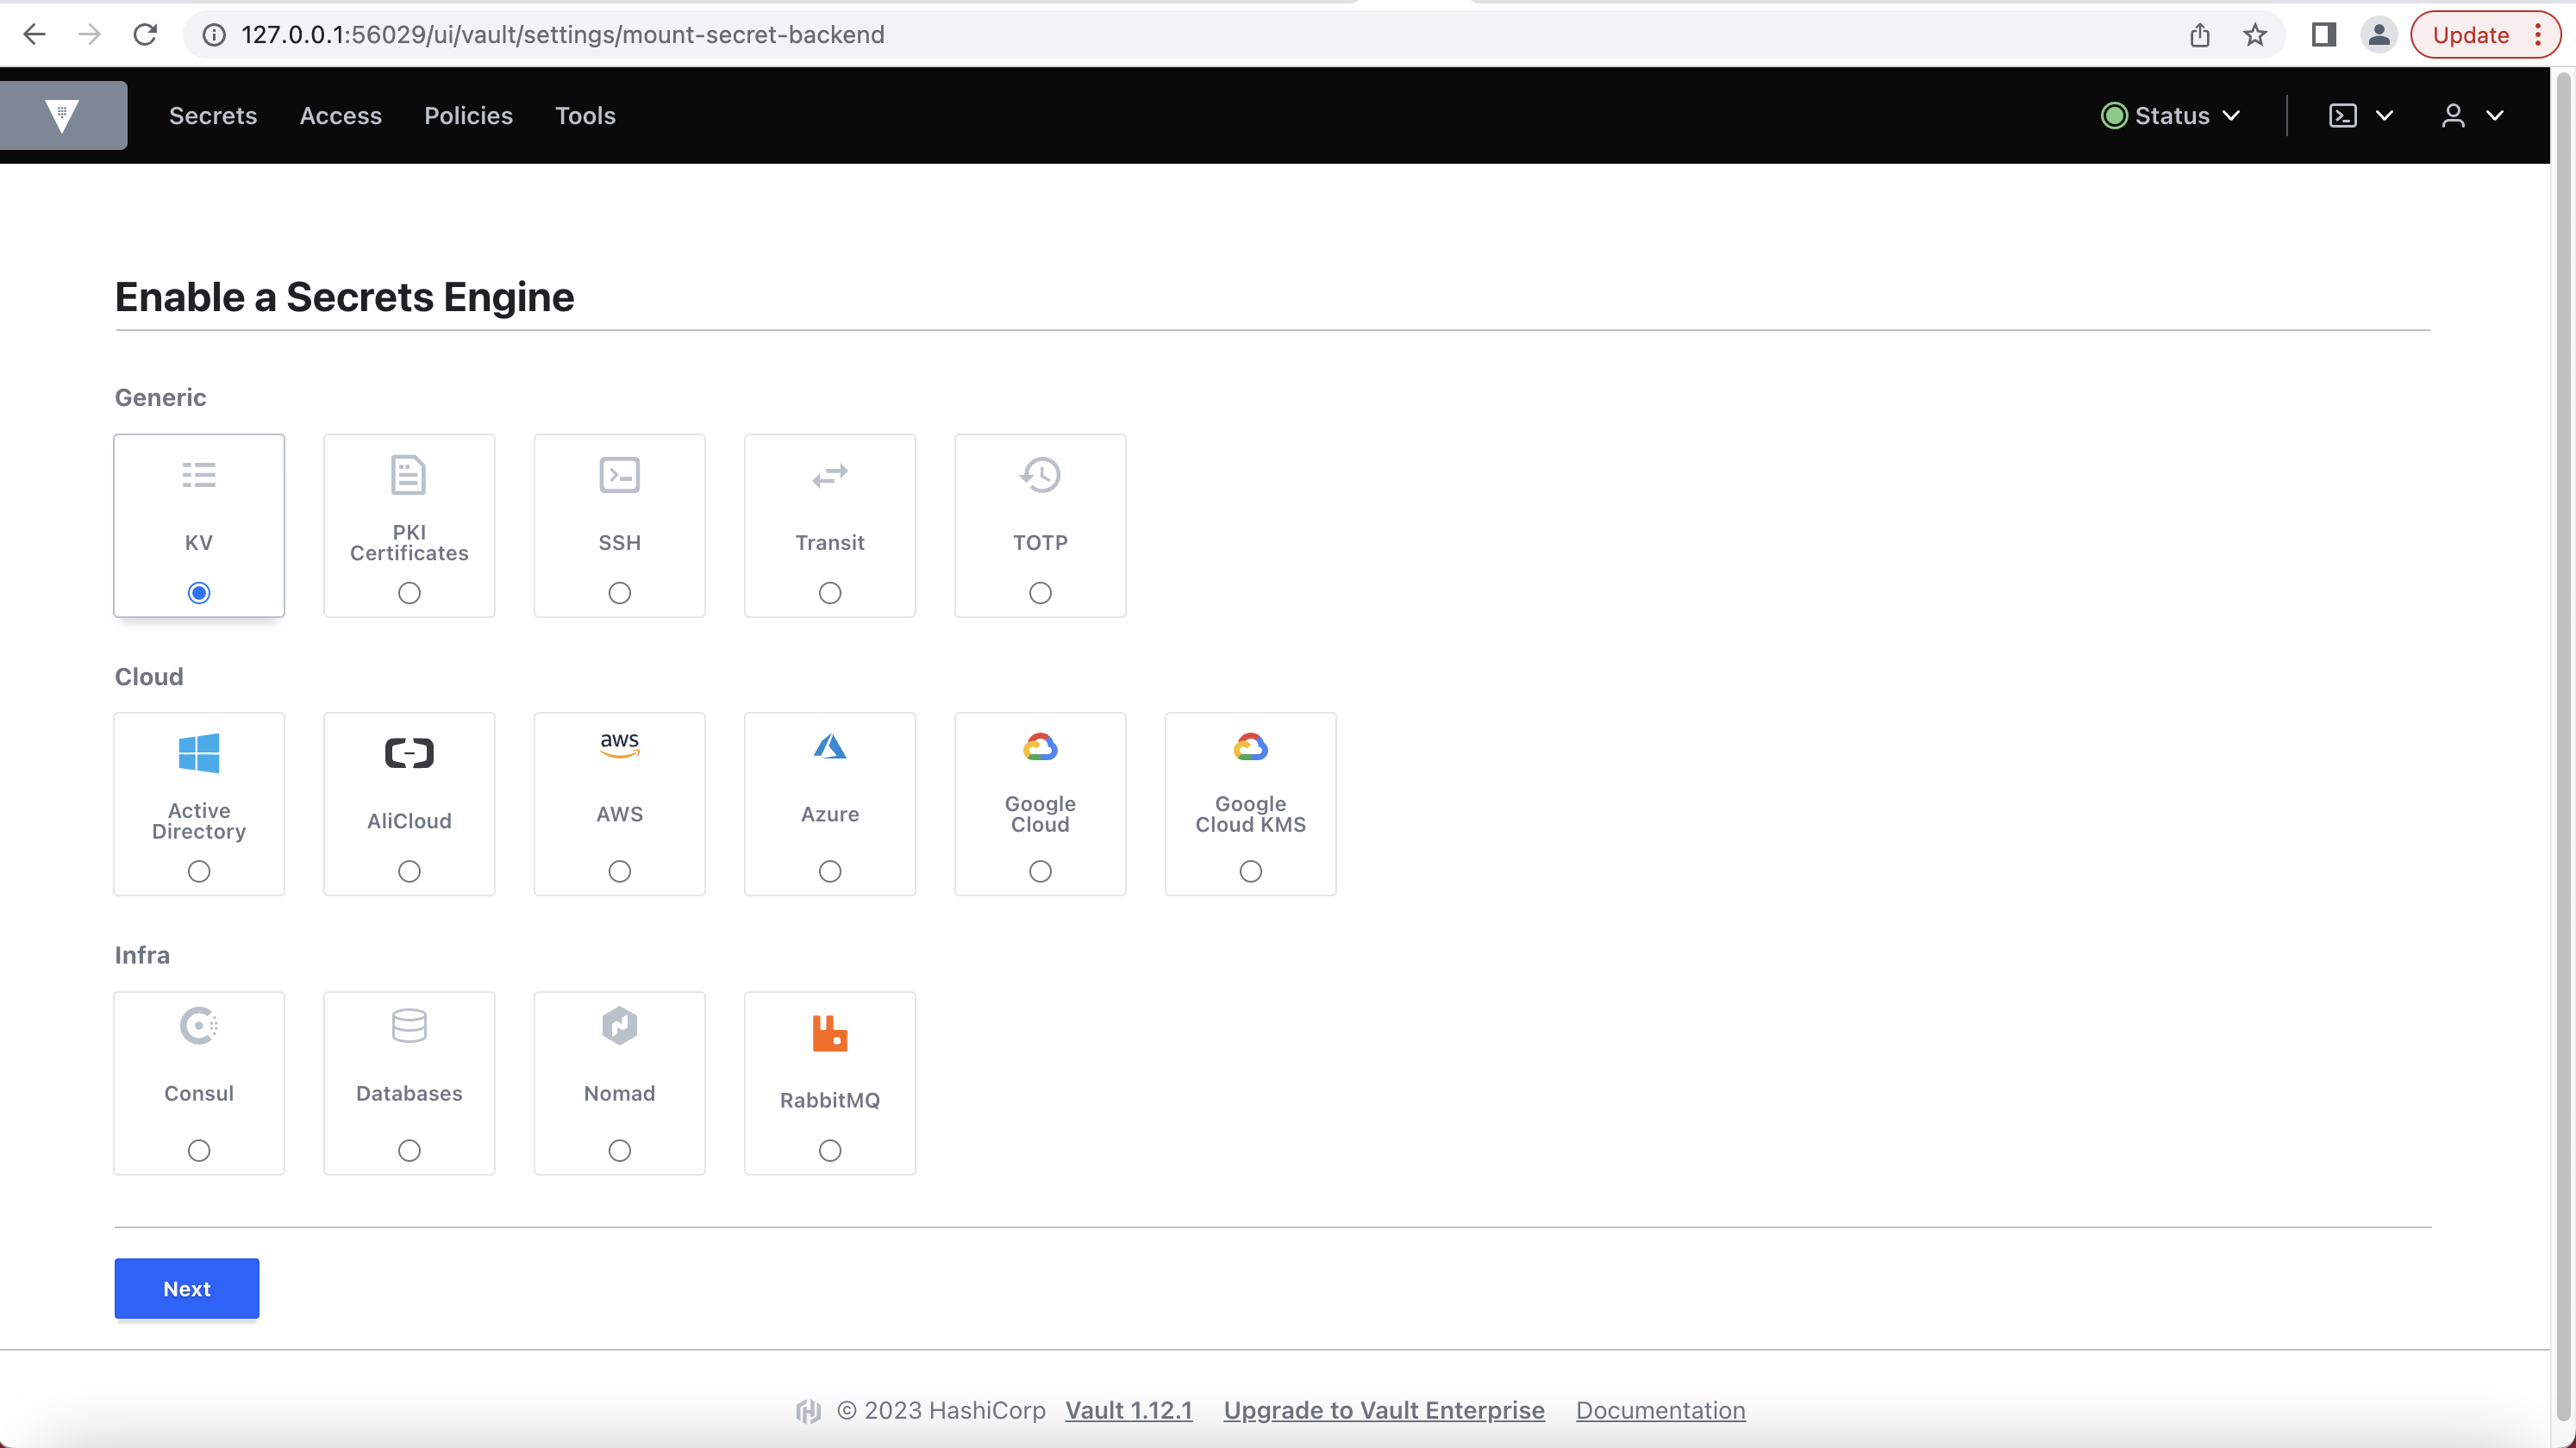 127.0.0.1:56029/ui/vault/settings/mount-secret-backend
Update
Secrets Access Policies Tools
Status
Enable a Secrets Engine
Generic
KV
PKI
Certificates
SSH
Transit
TOTP
Cloud
Active
Directory
AliCloud
aws
AWS
Azure
Google
Cloud
Google
Cloud KMS
Infra
Consul
Databases
Nomad
RabbitMQ
Next
© 2023 HashiCorp Vault 1.12.1 Upgrade to Vault Enterprise Documentation